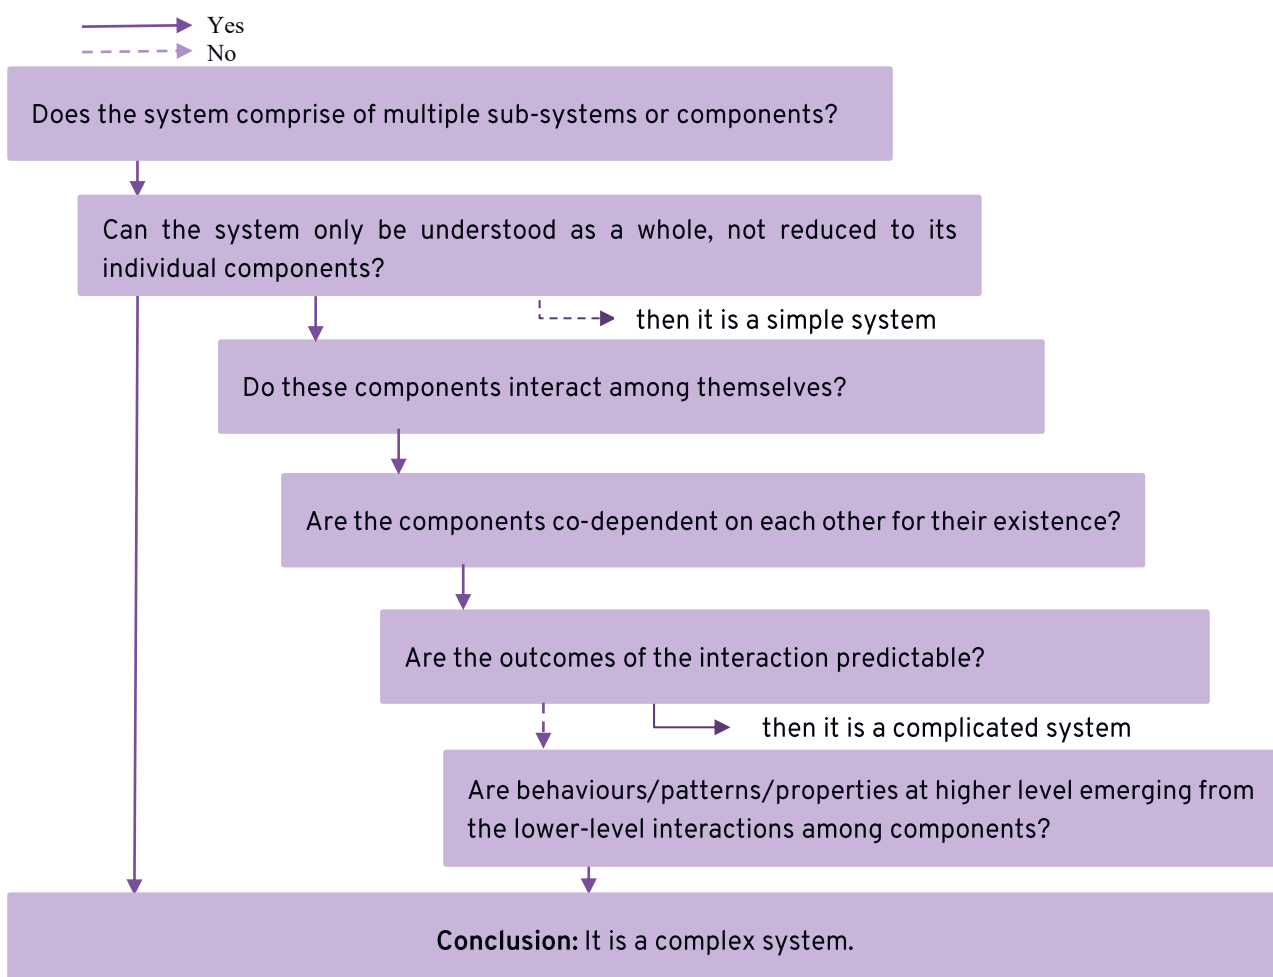 Yes
No
Does the system comprise of multiple sub-systems or components?
Can the system only be understood as a whole, not reduced to its
individual components?
then it is a simple system
Do these components interact among themselves?
Are the components co-dependent on each other for their existence?
Are the outcomes of the interaction predictable?
then it is a complicated system
Are behaviours/patterns/properties at higher level emerging from
the lower-level interactions among components?
Conclusion: It is a complex system.